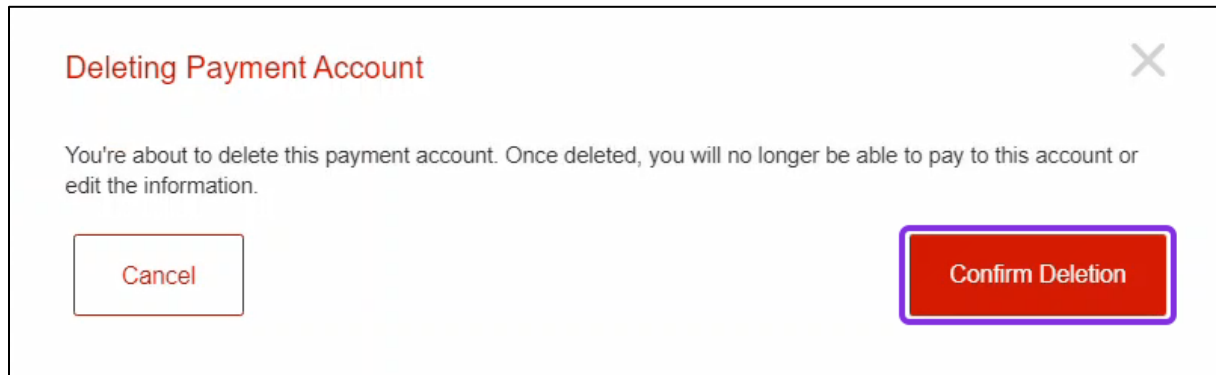 Deleting Payment Account
You're about to delete this payment account. Once deleted, you will no longer be able to pay to this account or
edit the information.
Cancel
Confirm Deletion